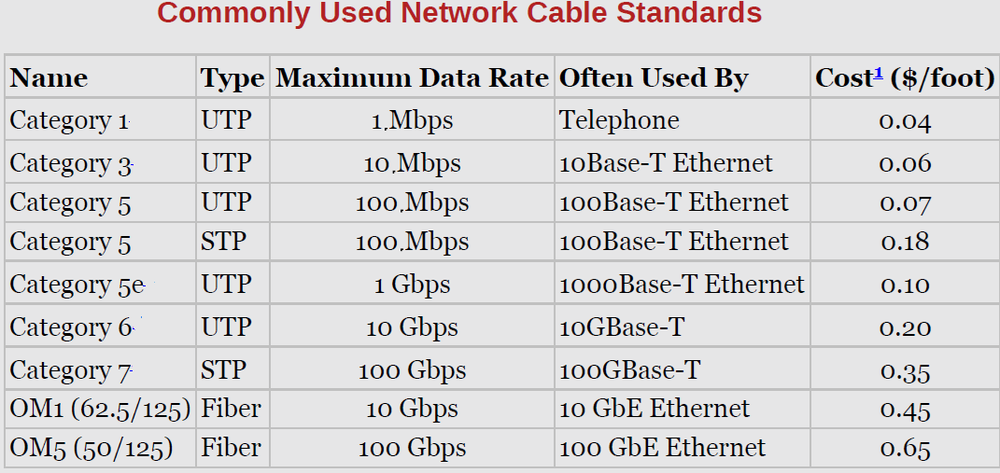 Commonly Used Network Cable Standards
Name Type Maximum Data Rate Often Used By Cost1 ($/foot)
Category 1 UTP 1 Mbps Telephone 0.04
Category 3 UTP 10 Mbps 10Base-T Ethernet 0.06
Category 5 UTP 100 Mbps 100Base-T Ethernet 0.07
Category 5 STP 100 Mbps 100Base-T Ethernet 0.18
Category 5e UTP 1 Gbps 1000Base-T Ethernet 0.10
Category 6 UTP 10 Gbps 10GBase-T 0.20
Category 7 STP 100 Gbps 100GBase-T 0.35
OM1 (62.5/125) Fiber 10 Gbps 10 GbE Ethernet 0.45
OM5 (50/125) Fiber 100 Gbps 100 GbE Ethernet 0.65